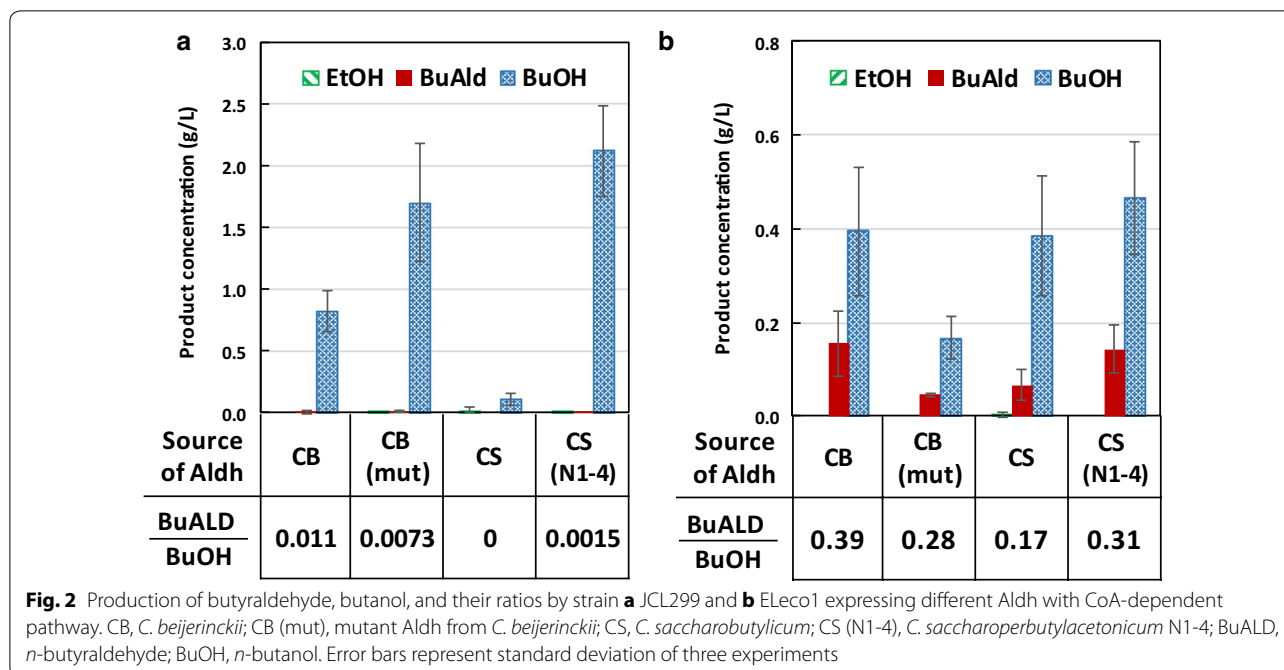 a
3.0
2.5
2.0
1.5
1.0
0.5
0.0
Product concentration (g/L)
EtOH BuAld BuOH
Source of Aldh CB CB (mut) CS CS (N1-4)
BuALD
BuOH
0.011 0.0073 0 0.0015
b
0.8
0.6
0.4
0.2
0.0
Product concentration (g/L)
EtOH BuAld BuOH
Source of Aldh CB CB (mut) CS CS (N1-4)
BuALD
BuOH
0.39 0.28 0.17 0.31
Fig. 2 Production of butyraldehyde, butanol, and their ratios by strain a JCL299 and b ELeco1 expressing different Aldh with CoA-dependent
pathway. CB, C. beijerinckii; CB (mut), mutant Aldh from C. beijerinckii; CS, C. saccharobutylicum; CS (N1-4), C. saccharoperbutylacetonicum N1-4; BuALD,
n-butyraldehyde; BuOH, n-butanol. Error bars represent standard deviation of three experiments